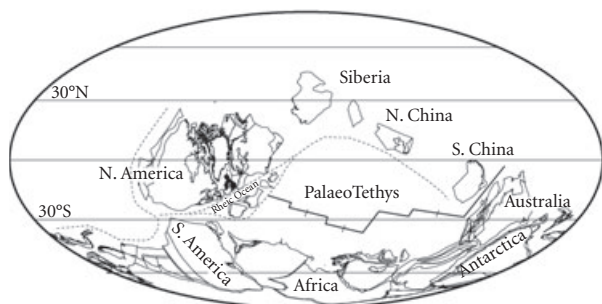 Siberia
30°N
N. China
S. China
N. America
Rheic Ocean
PalaeoTethys
Australia
30°S
S. America
Antarctica
Africa